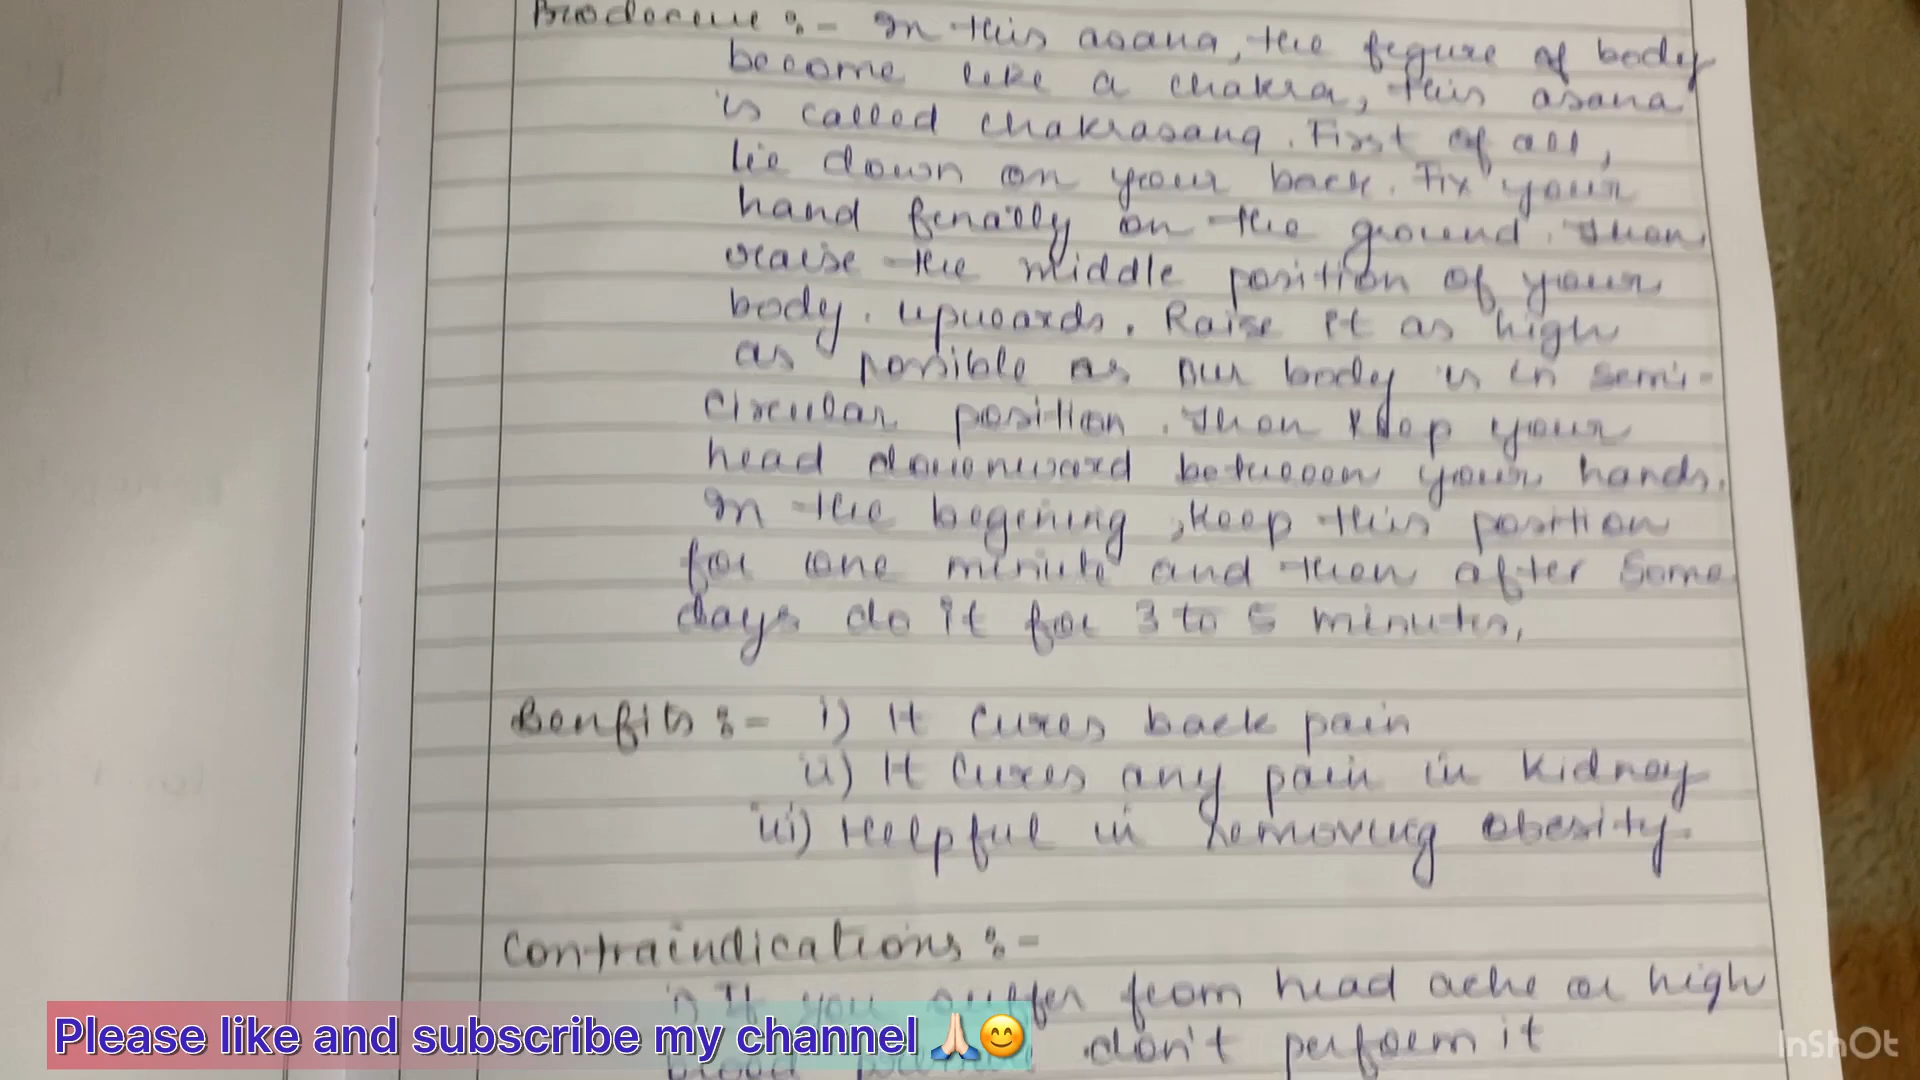 Prodecure :- In this asana, the figure of body
become like a chakra, this asana
is called chakrasana. First of all,
lie down on your back. Fix your
hand fenally on the ground. Then
raise the middle position of your
body. upwards. Raise it as high
as possible as our body is in semi-
circular position. Then keep your
head downward between your hands.
In the begening, keep this position
for one minute and then after some
days do it for 3 to 5 minutes.
Benfits :- i) It cures back pain
ii) It cures any pain in kidney
iii) Helpful in removing obesity.
Contraindications :-
i) If you suffer from head ache or high
blood don't perform it
Please like and subscribe my channel 🙏🏻😊
InShOt